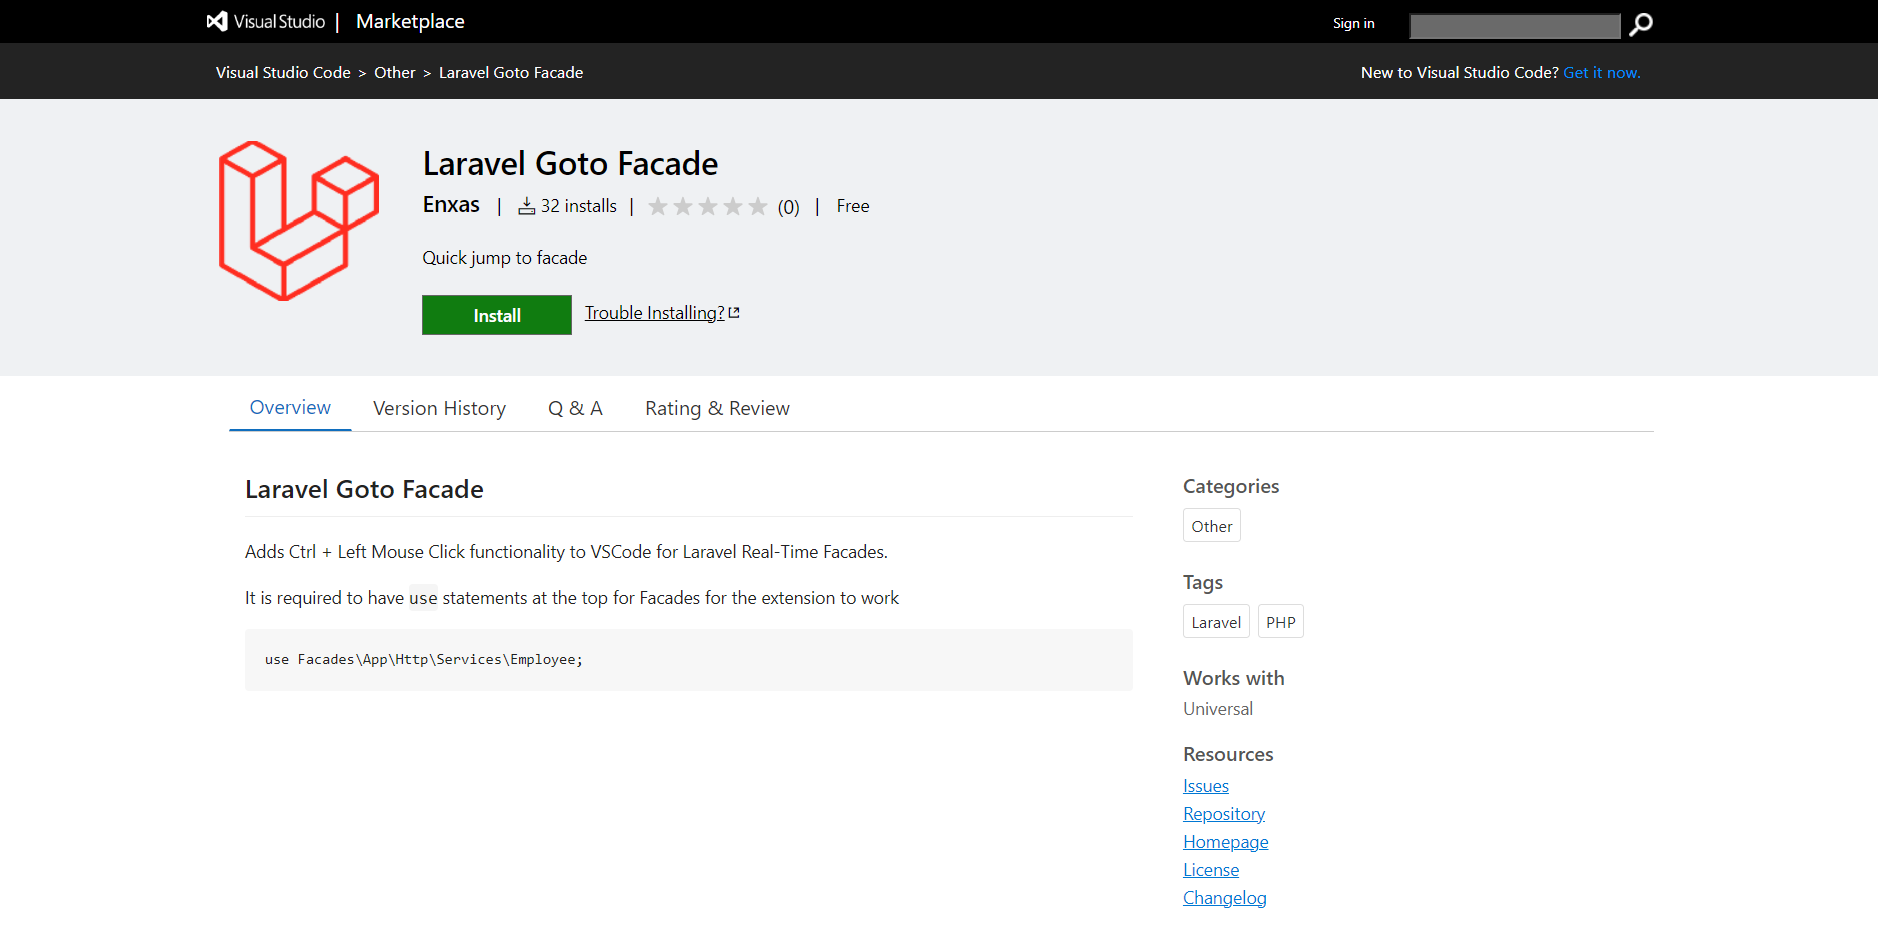 Visual Studio | Marketplace
Sign in
Visual Studio Code > Other > Laravel Goto Facade
New to Visual Studio Code? Get it now.
Laravel Goto Facade
Enxas | 32 installs | (0) | Free
Quick jump to facade
Install
Trouble Installing?
Overview
Version History
Q & A
Rating & Review
Laravel Goto Facade
Adds Ctrl + Left Mouse Click functionality to VSCode for Laravel Real-Time Facades.
It is required to have use statements at the top for Facades for the extension to work
use Facades\App\Http\Services\Employee;
Categories
Other
Tags
Laravel
PHP
Works with
Universal
Resources
Issues
Repository
Homepage
License
Changelog